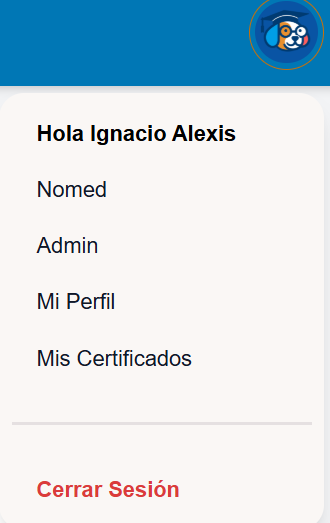 Hola Ignacio Alexis
Nomed
Admin
Mi Perfil
Mis Certificados
Cerrar Sesión